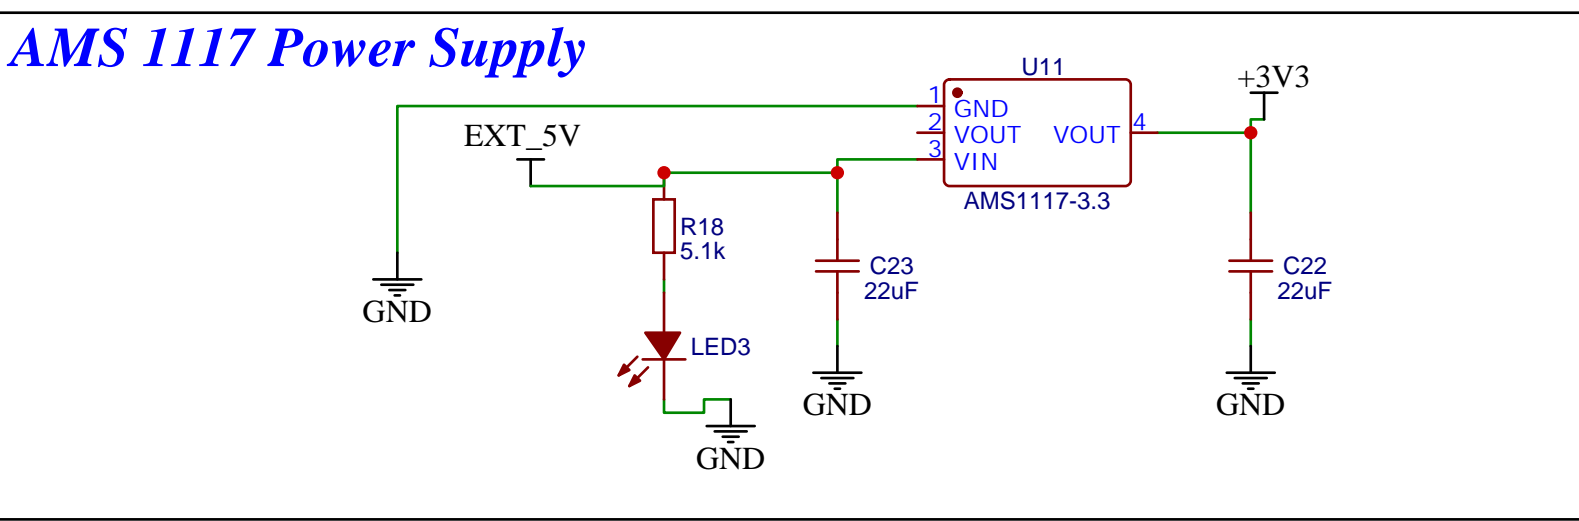 AMS 1117 Power Supply
U11
+3V3
EXT_5V
1
GND
2
VOUT
VOUT
4
3
VIN
AMS1117-3.3
R18
5.1k
C23
22uF
C22
22uF
GND
LED3
GND
GND
GND